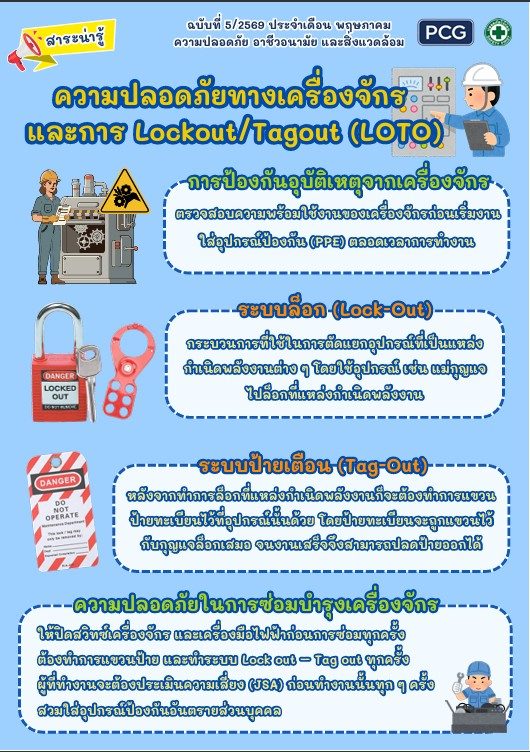 สาระน่ารู้
ฉบับที่ 5/2569 ประจำเดือน พฤษภาคม
ความปลอดภัย อาชีวอนามัย และสิ่งแวดล้อม
PCG
ความปลอดภัยทางเครื่องจักร
และการ Lockout/Tagout (LOTO)
การป้องกันอุบัติเหตุจากเครื่องจักร
ตรวจสอบความพร้อมใช้งานของเครื่องจักรก่อนเริ่มงาน
ใส่อุปกรณ์ป้องกัน (PPE) ตลอดเวลาการทำงาน
ระบบล็อก (Lock-Out)
กระบวนการที่ใช้ในการตัดแยกอุปกรณ์ที่เป็นแหล่ง
กำเนิดพลังงานต่าง ๆ โดยใช้อุปกรณ์ เช่น แม่กุญแจ
ไปล็อกที่แหล่งกำเนิดพลังงาน
DANGER
LOCKED
OUT
DO NOT REMOVE
ระบบป้ายเตือน (Tag-Out)
หลังจากทำการล็อกที่แหล่งกำเนิดพลังงานก็จะต้องทำการแขวน
ป้ายทะเบียนไว้ที่อุปกรณ์นั้นด้วย โดยป้ายทะเบียนจะถูกแขวนไว้
กับกุญแจล็อกเสมอ จนงานเสร็จจึงสามารถปลดป้ายออกได้
DANGER
DO
NOT
OPERATE
Maintenance Department
This lock / tag may
only be removed by:
ความปลอดภัยในการซ่อมบำรุงเครื่องจักร
ให้ปิดสวิทซ์เครื่องจักร และเครื่องมือไฟฟ้าก่อนการซ่อมทุกครั้ง
ต้องทำการแขวนป้าย และทำระบบ Lock out – Tag out ทุกครั้ง
ผู้ที่ทำงานจะต้องประเมินความเสี่ยง (JSA) ก่อนทำงานนั้นทุก ๆ ครั้ง
สวมใส่อุปกรณ์ป้องกันอันตรายส่วนบุคคล